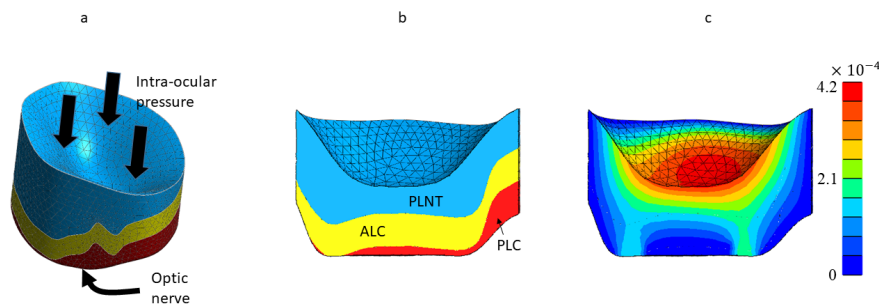 a
b
c
Intra-ocular
pressure
Optic
nerve
PLNT
ALC
PLC
× 10−4
4.2
2.1
0